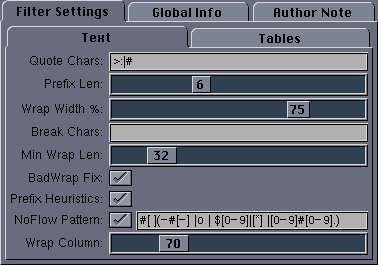 Filter Settings Global Info Author Note
Text Tables
Quote Chars: >:|#
Prefix Len: 6
Wrap Width %: 75
Break Chars:
Min Wrap Len: 32
BadWrap Fix:
Prefix Heuristics:
NoFlow Pattern: #[ ](-#[-] |o | $[0-9]|[*] |[0-9]#[0-9].)
Wrap Column: 70